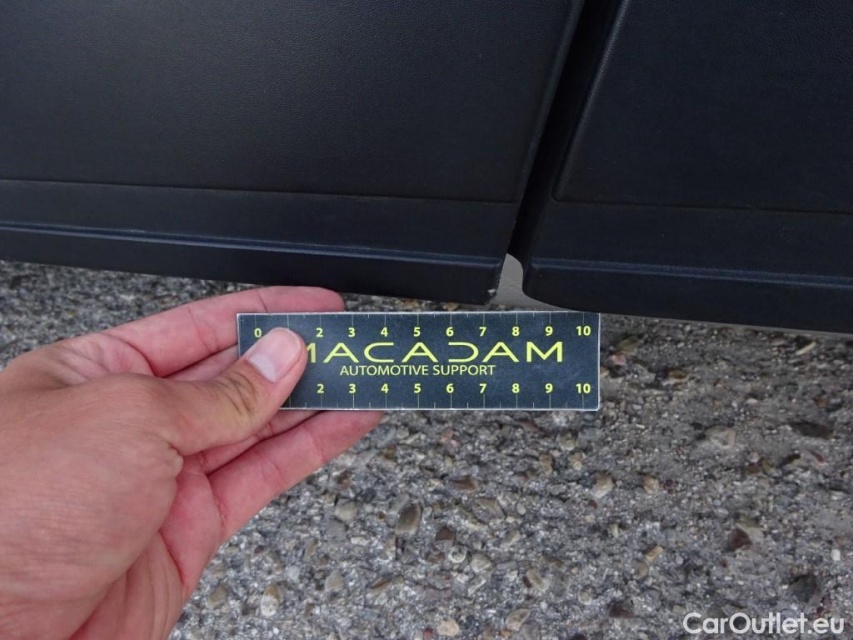 0 2 3 4 5 6 7 8 9 10
MACADAM
AUTOMOTIVE SUPPORT
2 3 4 5 6 7 8 9 10
CarOutlet.eu